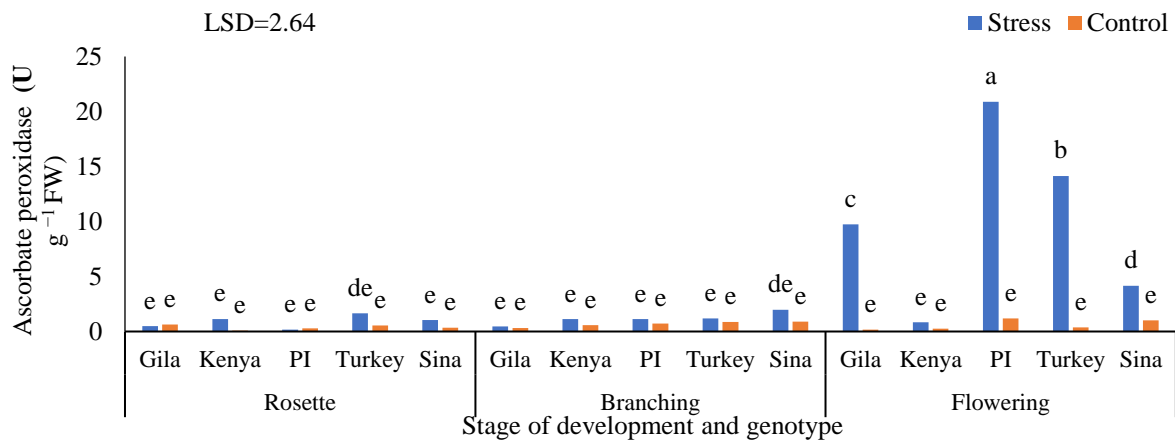 LSD=2.64
Stress Control
Ascorbate peroxidase (U
g ⁻¹ FW)
25
20
15
10
5
0
e e e e e e de e e e e e e e e e e e de e c e e e a e b e d e
Gila Kenya PI Turkey Sina Gila Kenya PI Turkey Sina Gila Kenya PI Turkey Sina
Rosette Branching Flowering
Stage of development and genotype